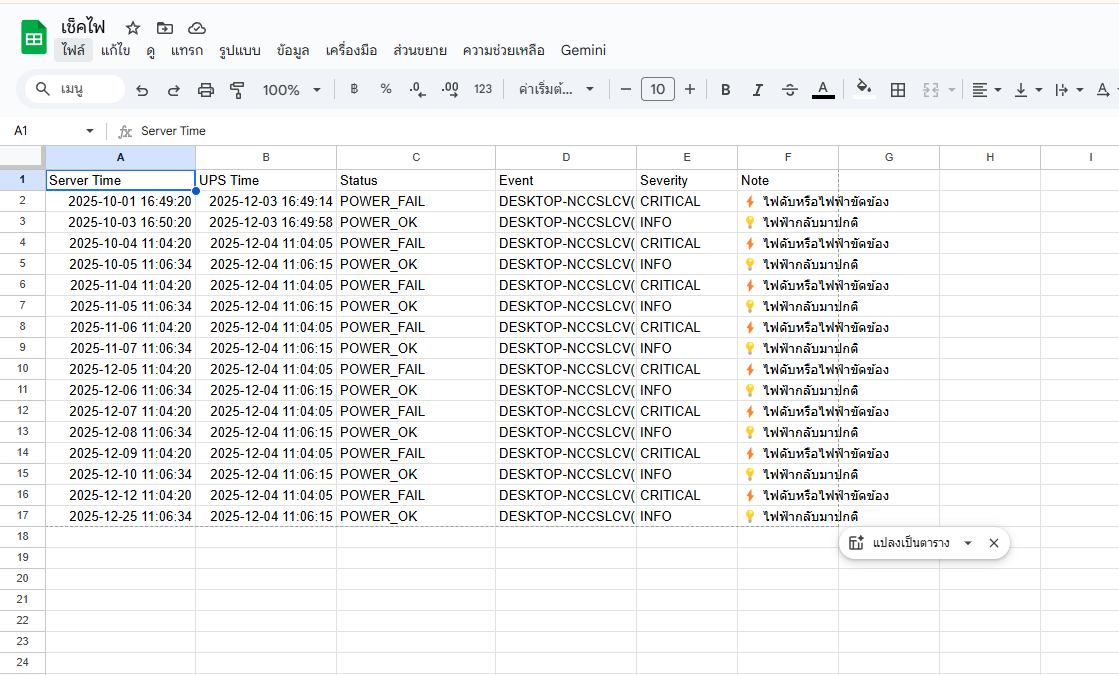 เช็คไฟ
ไฟล์ แก้ไข ดู แทรก รูปแบบ ข้อมูล เครื่องมือ ส่วนขยาย ความช่วยเหลือ Gemini
เมนู 100% ฿ % .0 .00 123 ค่าเริ่มต้... − 10 + B I A
A1 fx Server Time
A B C D E F G H I
1 Server Time UPS Time Status Event Severity Note
2 2025-10-01 16:49:20 2025-12-03 16:49:14 POWER_FAIL DESKTOP-NCCSLCV( CRITICAL ⚡ ไฟดับหรือไฟฟ้าขัดข้อง
3 2025-10-03 16:50:20 2025-12-03 16:49:58 POWER_OK DESKTOP-NCCSLCV( INFO 💡 ไฟฟ้ากลับมาปกติ
4 2025-10-04 11:04:20 2025-12-04 11:04:05 POWER_FAIL DESKTOP-NCCSLCV( CRITICAL ⚡ ไฟดับหรือไฟฟ้าขัดข้อง
5 2025-10-05 11:06:34 2025-12-04 11:06:15 POWER_OK DESKTOP-NCCSLCV( INFO 💡 ไฟฟ้ากลับมาปกติ
6 2025-11-04 11:04:20 2025-12-04 11:04:05 POWER_FAIL DESKTOP-NCCSLCV( CRITICAL ⚡ ไฟดับหรือไฟฟ้าขัดข้อง
7 2025-11-05 11:06:34 2025-12-04 11:06:15 POWER_OK DESKTOP-NCCSLCV( INFO 💡 ไฟฟ้ากลับมาปกติ
8 2025-11-06 11:04:20 2025-12-04 11:04:05 POWER_FAIL DESKTOP-NCCSLCV( CRITICAL ⚡ ไฟดับหรือไฟฟ้าขัดข้อง
9 2025-11-07 11:06:34 2025-12-04 11:06:15 POWER_OK DESKTOP-NCCSLCV( INFO 💡 ไฟฟ้ากลับมาปกติ
10 2025-12-05 11:04:20 2025-12-04 11:04:05 POWER_FAIL DESKTOP-NCCSLCV( CRITICAL ⚡ ไฟดับหรือไฟฟ้าขัดข้อง
11 2025-12-06 11:06:34 2025-12-04 11:06:15 POWER_OK DESKTOP-NCCSLCV( INFO 💡 ไฟฟ้ากลับมาปกติ
12 2025-12-07 11:04:20 2025-12-04 11:04:05 POWER_FAIL DESKTOP-NCCSLCV( CRITICAL ⚡ ไฟดับหรือไฟฟ้าขัดข้อง
13 2025-12-08 11:06:34 2025-12-04 11:06:15 POWER_OK DESKTOP-NCCSLCV( INFO 💡 ไฟฟ้ากลับมาปกติ
14 2025-12-09 11:04:20 2025-12-04 11:04:05 POWER_FAIL DESKTOP-NCCSLCV( CRITICAL ⚡ ไฟดับหรือไฟฟ้าขัดข้อง
15 2025-12-10 11:06:34 2025-12-04 11:06:15 POWER_OK DESKTOP-NCCSLCV( INFO 💡 ไฟฟ้ากลับมาปกติ
16 2025-12-12 11:04:20 2025-12-04 11:04:05 POWER_FAIL DESKTOP-NCCSLCV( CRITICAL ⚡ ไฟดับหรือไฟฟ้าขัดข้อง
17 2025-12-25 11:06:34 2025-12-04 11:06:15 POWER_OK DESKTOP-NCCSLCV( INFO 💡 ไฟฟ้ากลับมาปกติ
18
แปลงเป็นตาราง
19
20
21
22
23
24